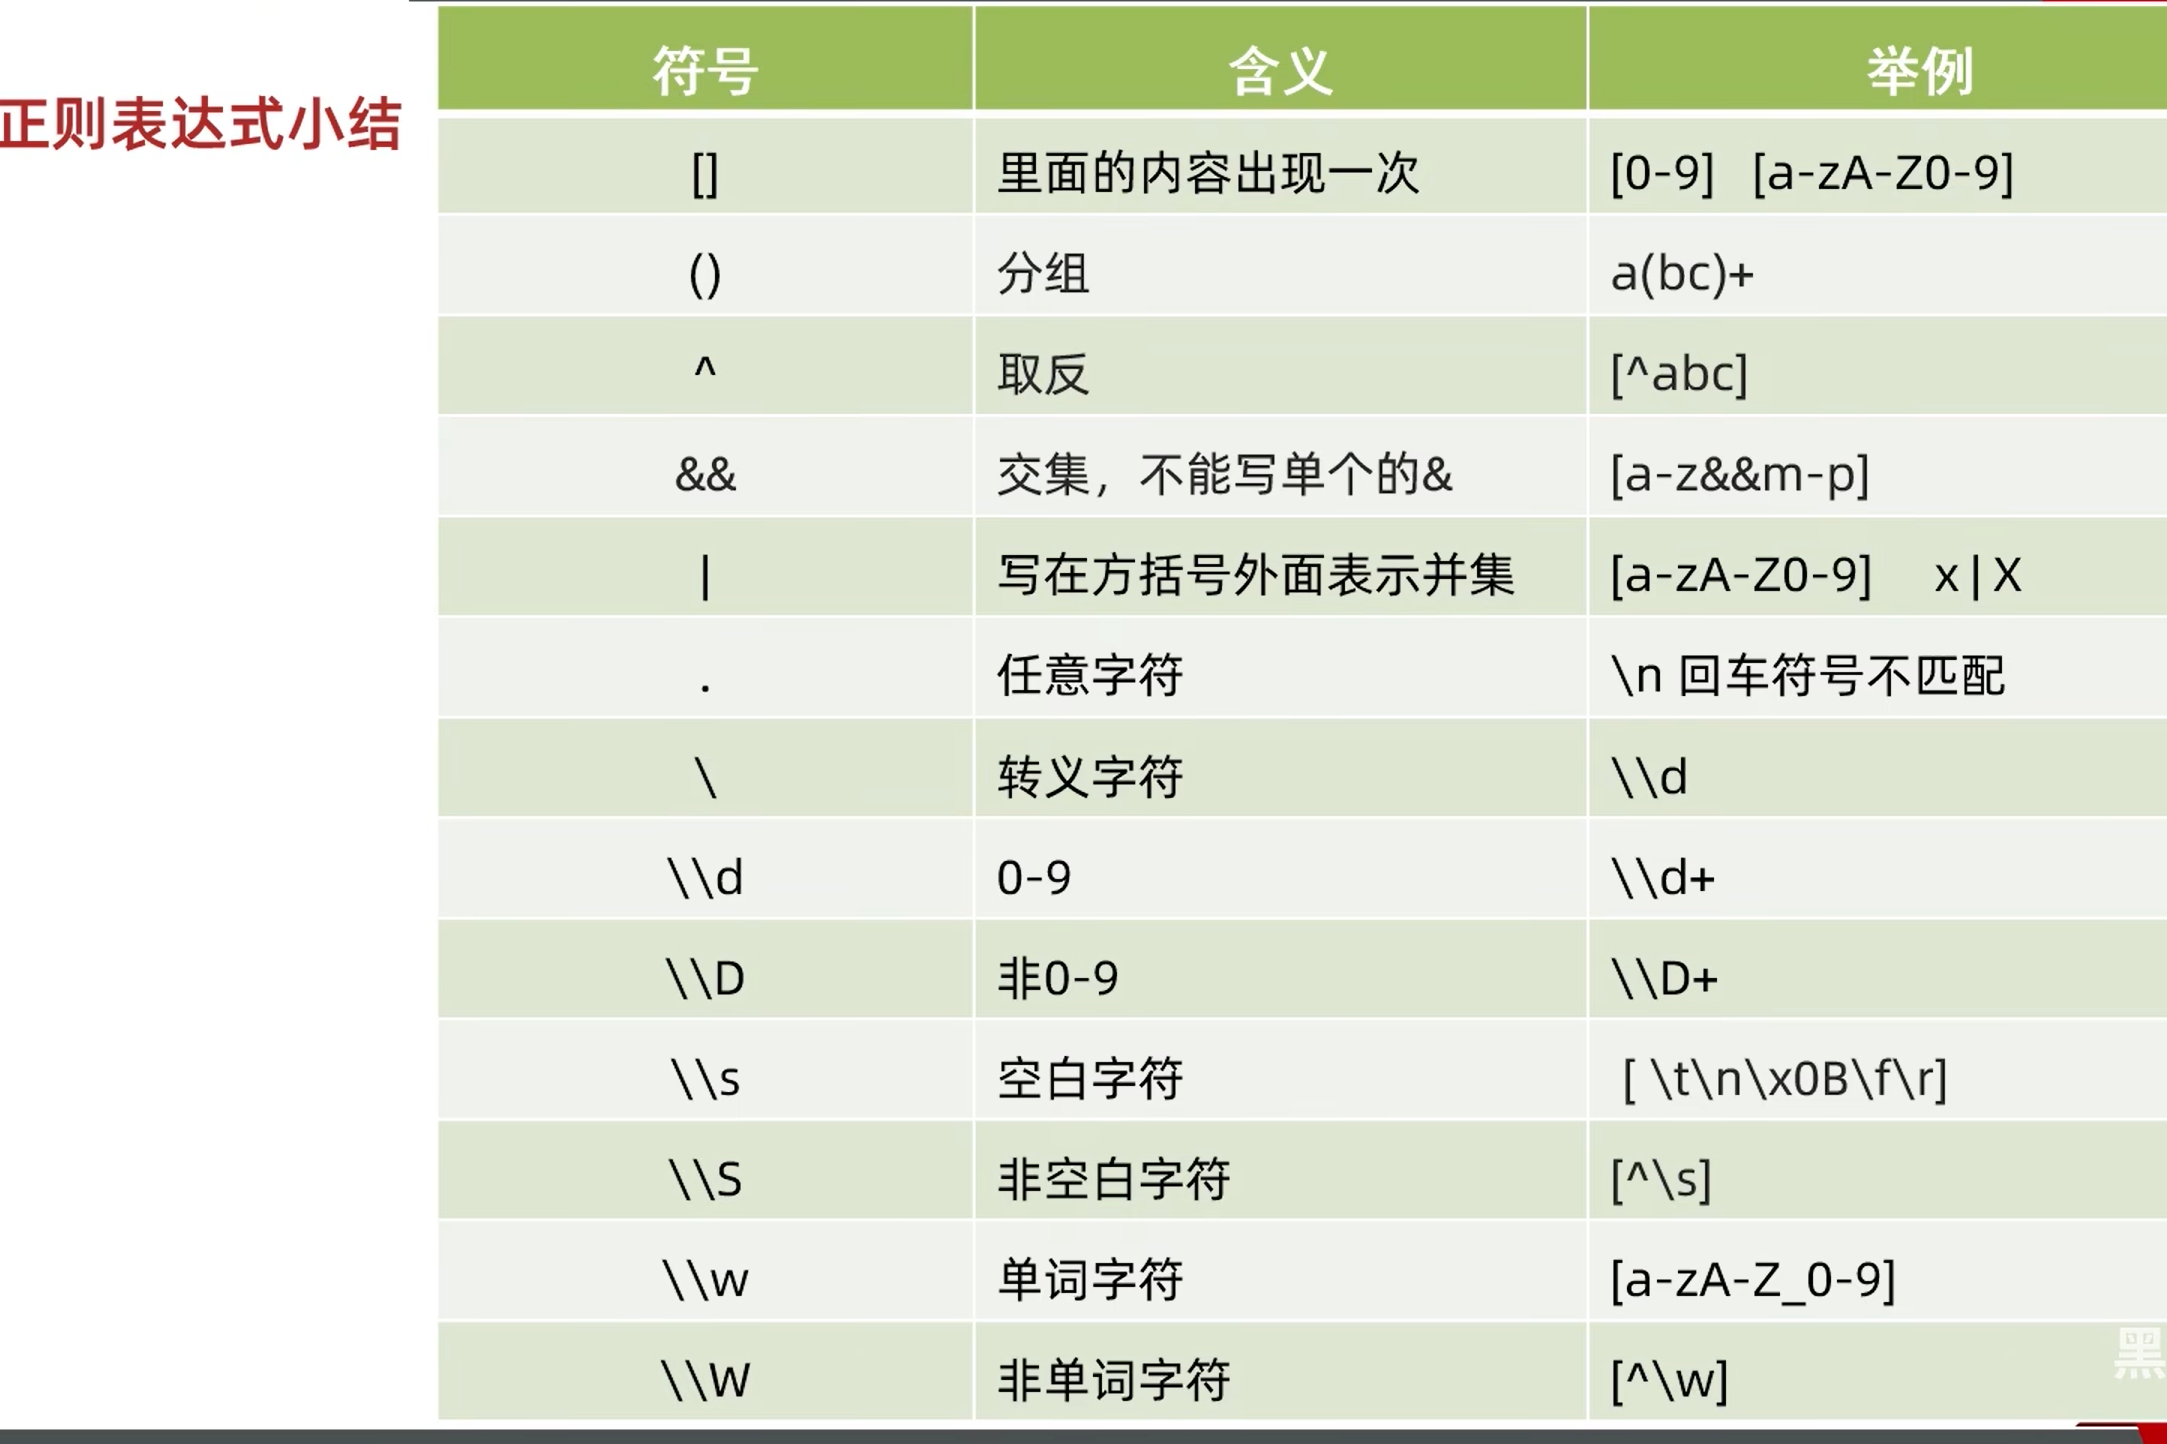 正则表达式小结
符号 含义 举例
[] 里面的内容出现一次 [0-9] [a-zA-Z0-9]
() 分组 a(bc)+
^ 取反 [^abc]
&& 交集，不能写单个的& [a-z&&m-p]
| 写在方括号外面表示并集 [a-zA-Z0-9] x|X
. 任意字符 \n 回车符号不匹配
\ 转义字符 \\d
\\d 0-9 \\d+
\\D 非0-9 \\D+
\\s 空白字符 [ \t\n\x0B\f\r]
\\S 非空白字符 [^\s]
\\w 单词字符 [a-zA-Z_0-9]
\\W 非单词字符 [^\w]
黑